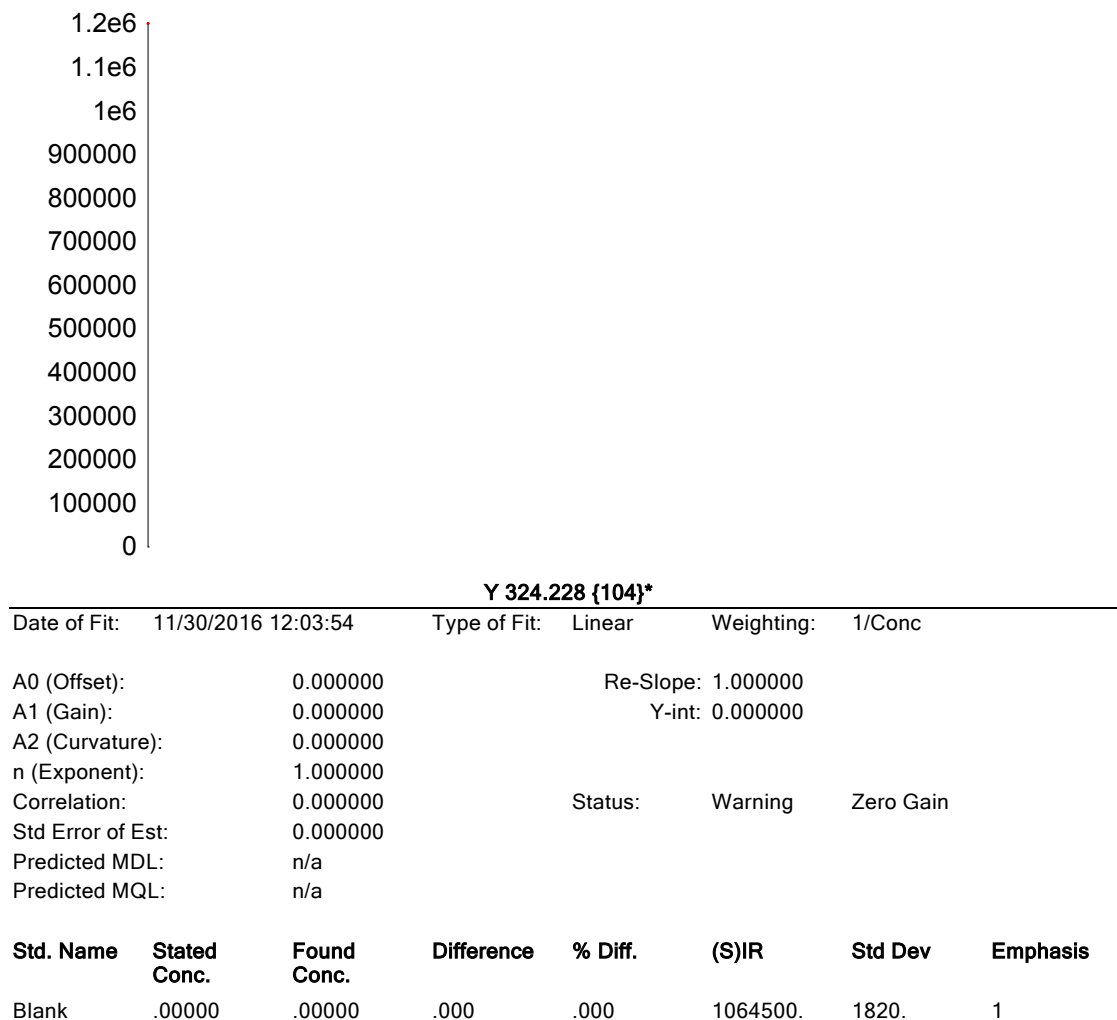 1.2e6
1.1e6
1e6
900000
800000
700000
600000
500000
400000
300000
200000
100000
0
Y 324.228 {104}*
Date of Fit: 11/30/2016 12:03:54 Type of Fit: Linear Weighting: 1/Conc
A0 (Offset): 0.000000 Re-Slope: 1.000000
A1 (Gain): 0.000000 Y-int: 0.000000
A2 (Curvature): 0.000000
n (Exponent): 1.000000
Correlation: 0.000000 Status: Warning Zero Gain
Std Error of Est: 0.000000
Predicted MDL: n/a
Predicted MQL: n/a
Std. Name Stated Found Difference % Diff. (S)IR Std Dev Emphasis
Conc. Conc.
Blank .00000 .00000 .000 .000 1064500. 1820. 1